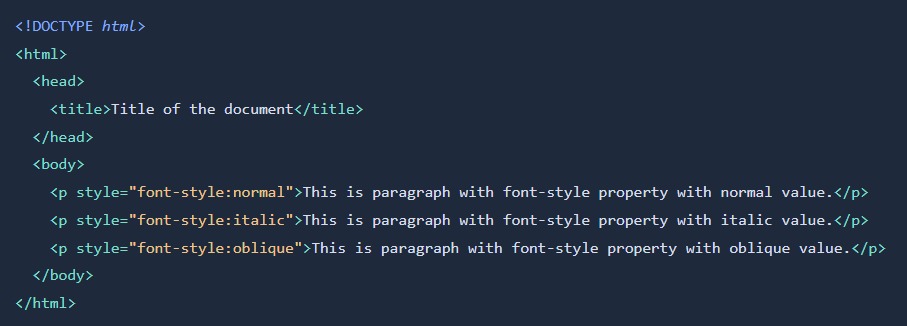 <!DOCTYPE html>
<html>
<head>
<title>Title of the document</title>
</head>
<body>
<p style="font-style:normal">This is paragraph with font-style property with normal value.</p>
<p style="font-style:italic">This is paragraph with font-style property with italic value.</p>
<p style="font-style:oblique">This is paragraph with font-style property with oblique value.</p>
</body>
</html>